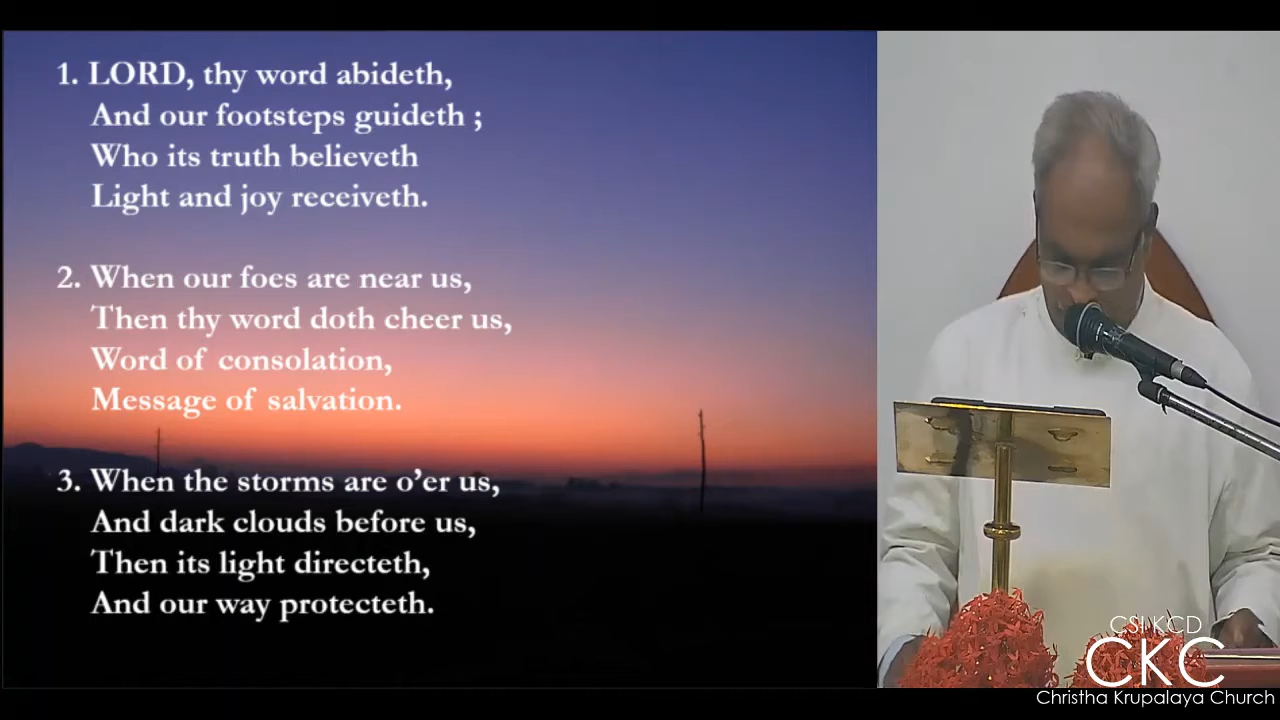 1. LORD, thy word abideth,
And our footsteps guideth ;
Who its truth believeth
Light and joy receiveth.
2. When our foes are near us,
Then thy word doth cheer us,
Word of consolation,
Message of salvation.
3. When the storms are o’er us,
And dark clouds before us,
Then its light directeth,
And our way protecteth.
CSI KCD
CKC
Christha Krupalaya Church